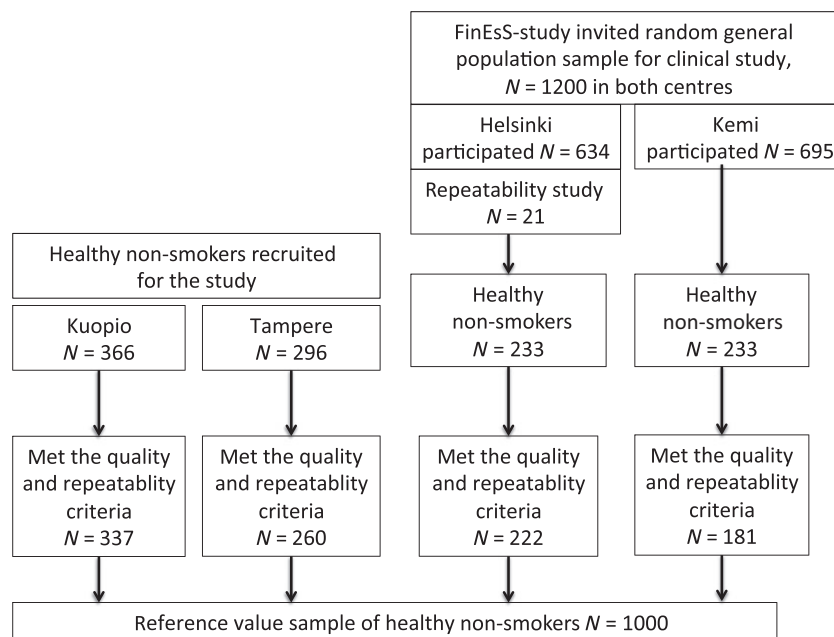 FinEsS-study invited random general
population sample for clinical study,
N = 1200 in both centres
Helsinki
participated N = 634
Kemi
participated N = 695
Repeatability study
N = 21
Healthy non-smokers recruited
for the study
Kuopio
N = 366
Tampere
N = 296
Healthy
non-smokers
N = 233
Healthy
non-smokers
N = 233
Met the quality
and repeatablity
criteria
N = 337
Met the quality
and repeatablity
criteria
N = 260
Met the quality
and repeatablity
criteria
N = 222
Met the quality
and repeatablity
criteria
N = 181
Reference value sample of healthy non-smokers N = 1000